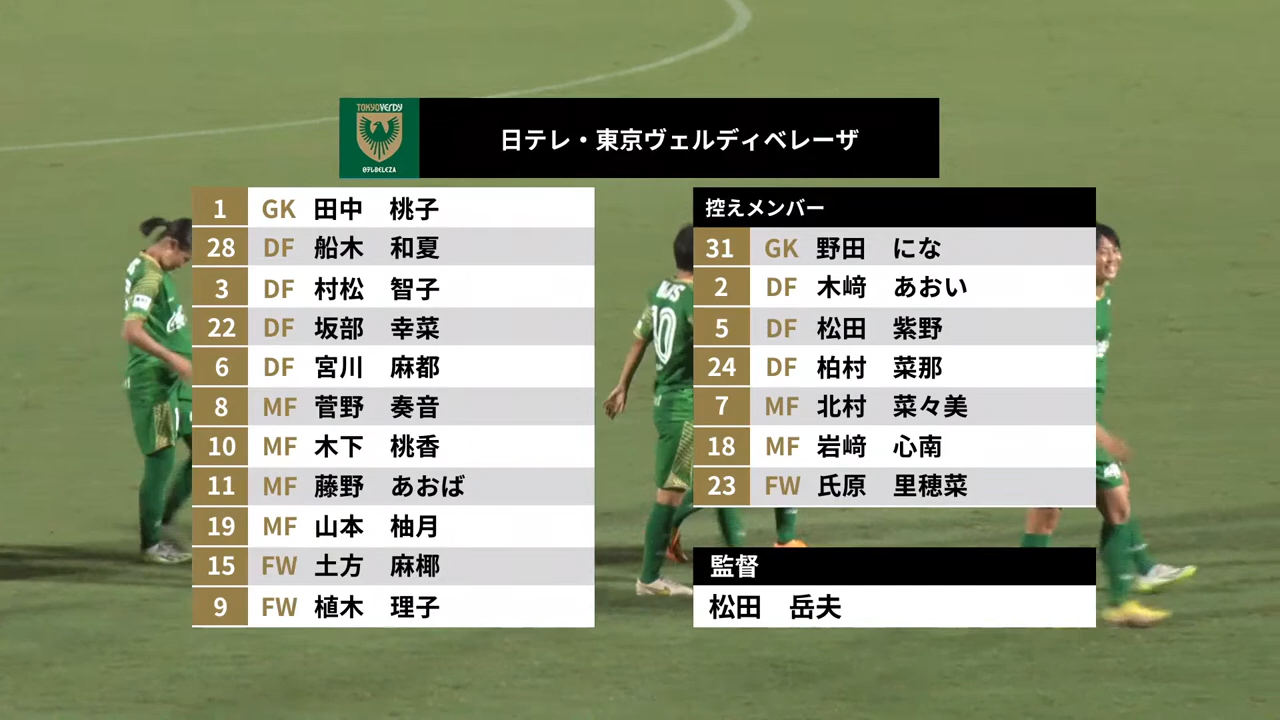 TOKYO VERDY
日テレ BELEZA
日テレ・東京ヴェルディベレーザ
1 GK 田中 桃子
28 DF 船木 和夏
3 DF 村松 智子
22 DF 坂部 幸菜
6 DF 宮川 麻都
8 MF 菅野 奏音
10 MF 木下 桃香
11 MF 藤野 あおば
19 MF 山本 柚月
15 FW 土方 麻椰
9 FW 植木 理子
控えメンバー
31 GK 野田 にな
2 DF 木﨑 あおい
5 DF 松田 紫野
24 DF 柏村 菜那
7 MF 北村 菜々美
18 MF 岩﨑 心南
23 FW 氏原 里穂菜
監督
松田 岳夫
10